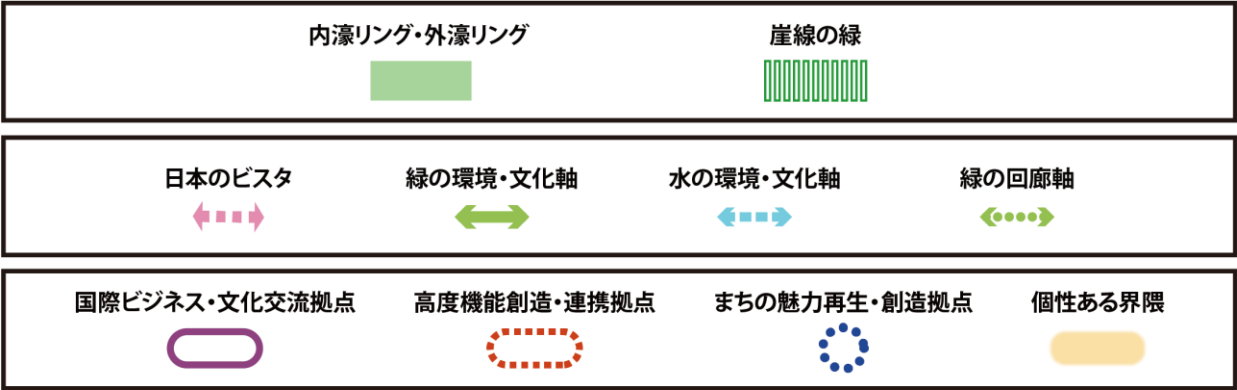 内濠リング・外濠リング
崖線の緑
日本のビスタ
緑の環境・文化軸
水の環境・文化軸
緑の回廊軸
国際ビジネス・文化交流拠点
高度機能創造・連携拠点
まちの魅力再生・創造拠点
個性ある界隈